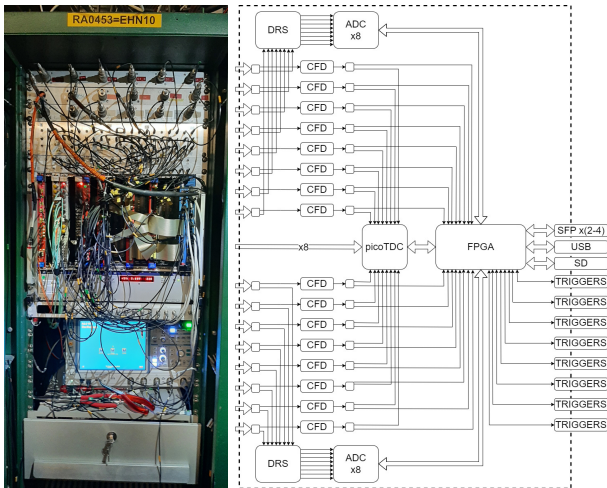 RA0453=EHN10
DRS
ADC
x8
CFD
CFD
CFD
CFD
CFD
CFD
CFD
CFD
x8
picoTDC
FPGA
SFP x(2-4)
USB
SD
CFD
CFD
CFD
CFD
CFD
CFD
CFD
CFD
TRIGGERS
TRIGGERS
TRIGGERS
TRIGGERS
TRIGGERS
TRIGGERS
TRIGGERS
TRIGGERS
DRS
ADC
x8